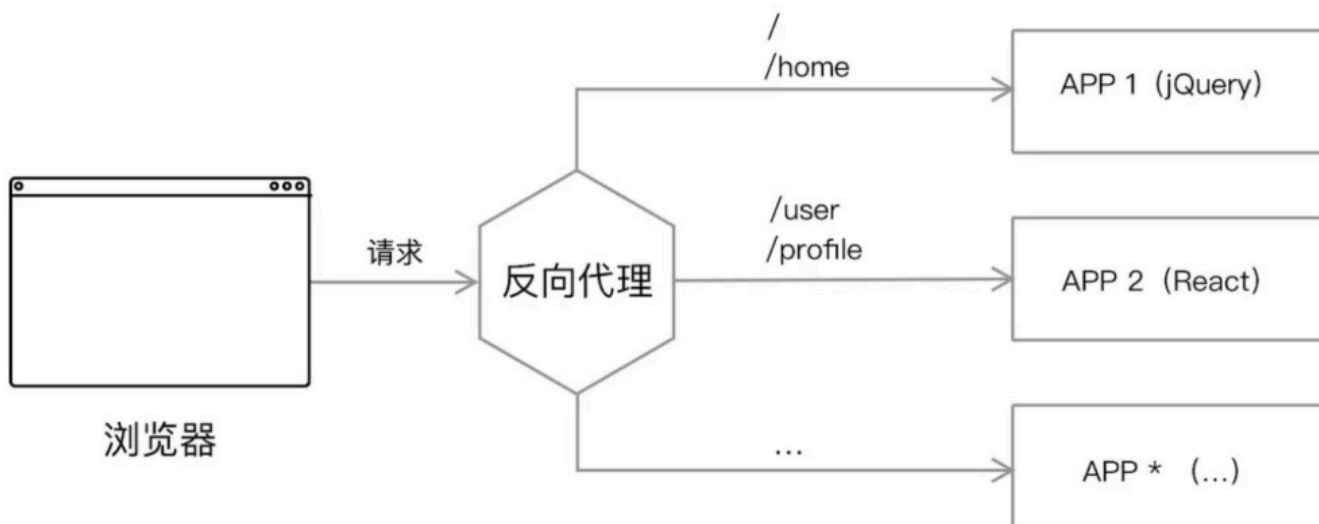 /
/home
APP 1（jQuery）
/user
/profile
请求
反向代理
APP 2（React）
浏览器
...
APP *（...）